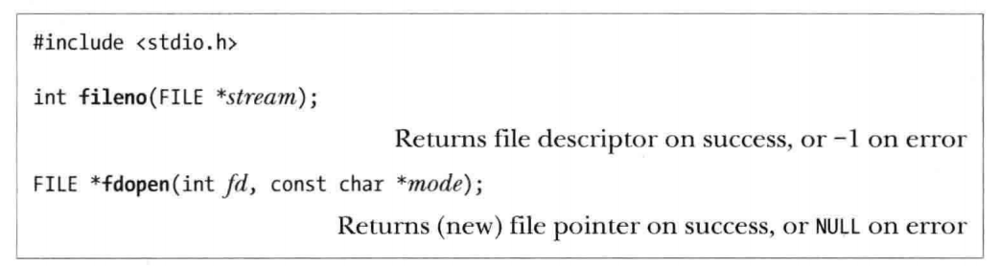 #include <stdio.h>
int fileno(FILE *stream);
Returns file descriptor on success, or −1 on error
FILE *fdopen(int fd, const char *mode);
Returns (new) file pointer on success, or NULL on error